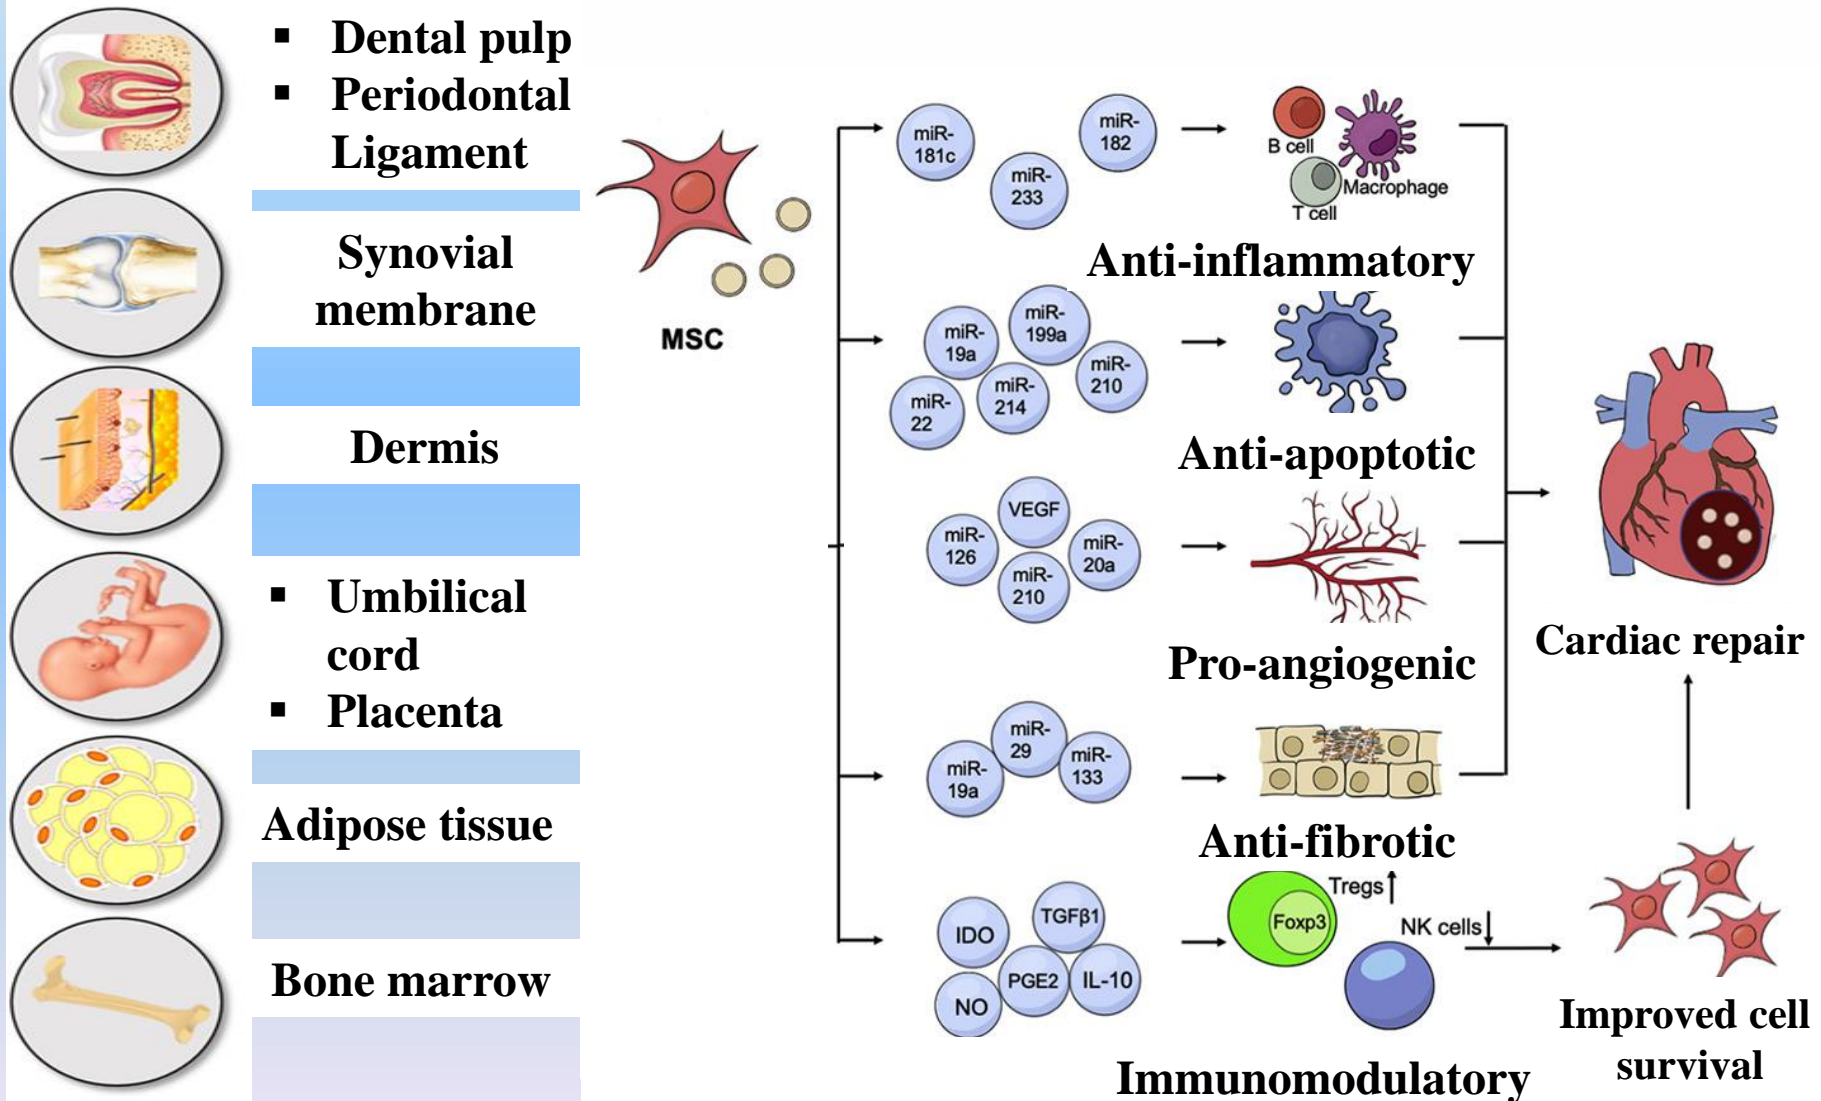 Dental pulp
Periodontal
Ligament
Synovial
membrane
Dermis
Umbilical
cord
Placenta
Adipose tissue
Bone marrow
MSC
miR-
181c
miR-
233
miR-
182
B cell
Macrophage
T cell
Anti-inflammatory
miR-
19a
miR-
199a
miR-
22
miR-
214
miR-
210
Anti-apoptotic
VEGF
miR-
126
miR-
20a
miR-
210
Pro-angiogenic
miR-
19a
miR-
29
miR-
133
Anti-fibrotic
IDO
TGFβ1
NO
PGE2
IL-10
Tregs↑
Foxp3
NK cells↓
Immunomodulatory
Cardiac repair
Improved cell
survival